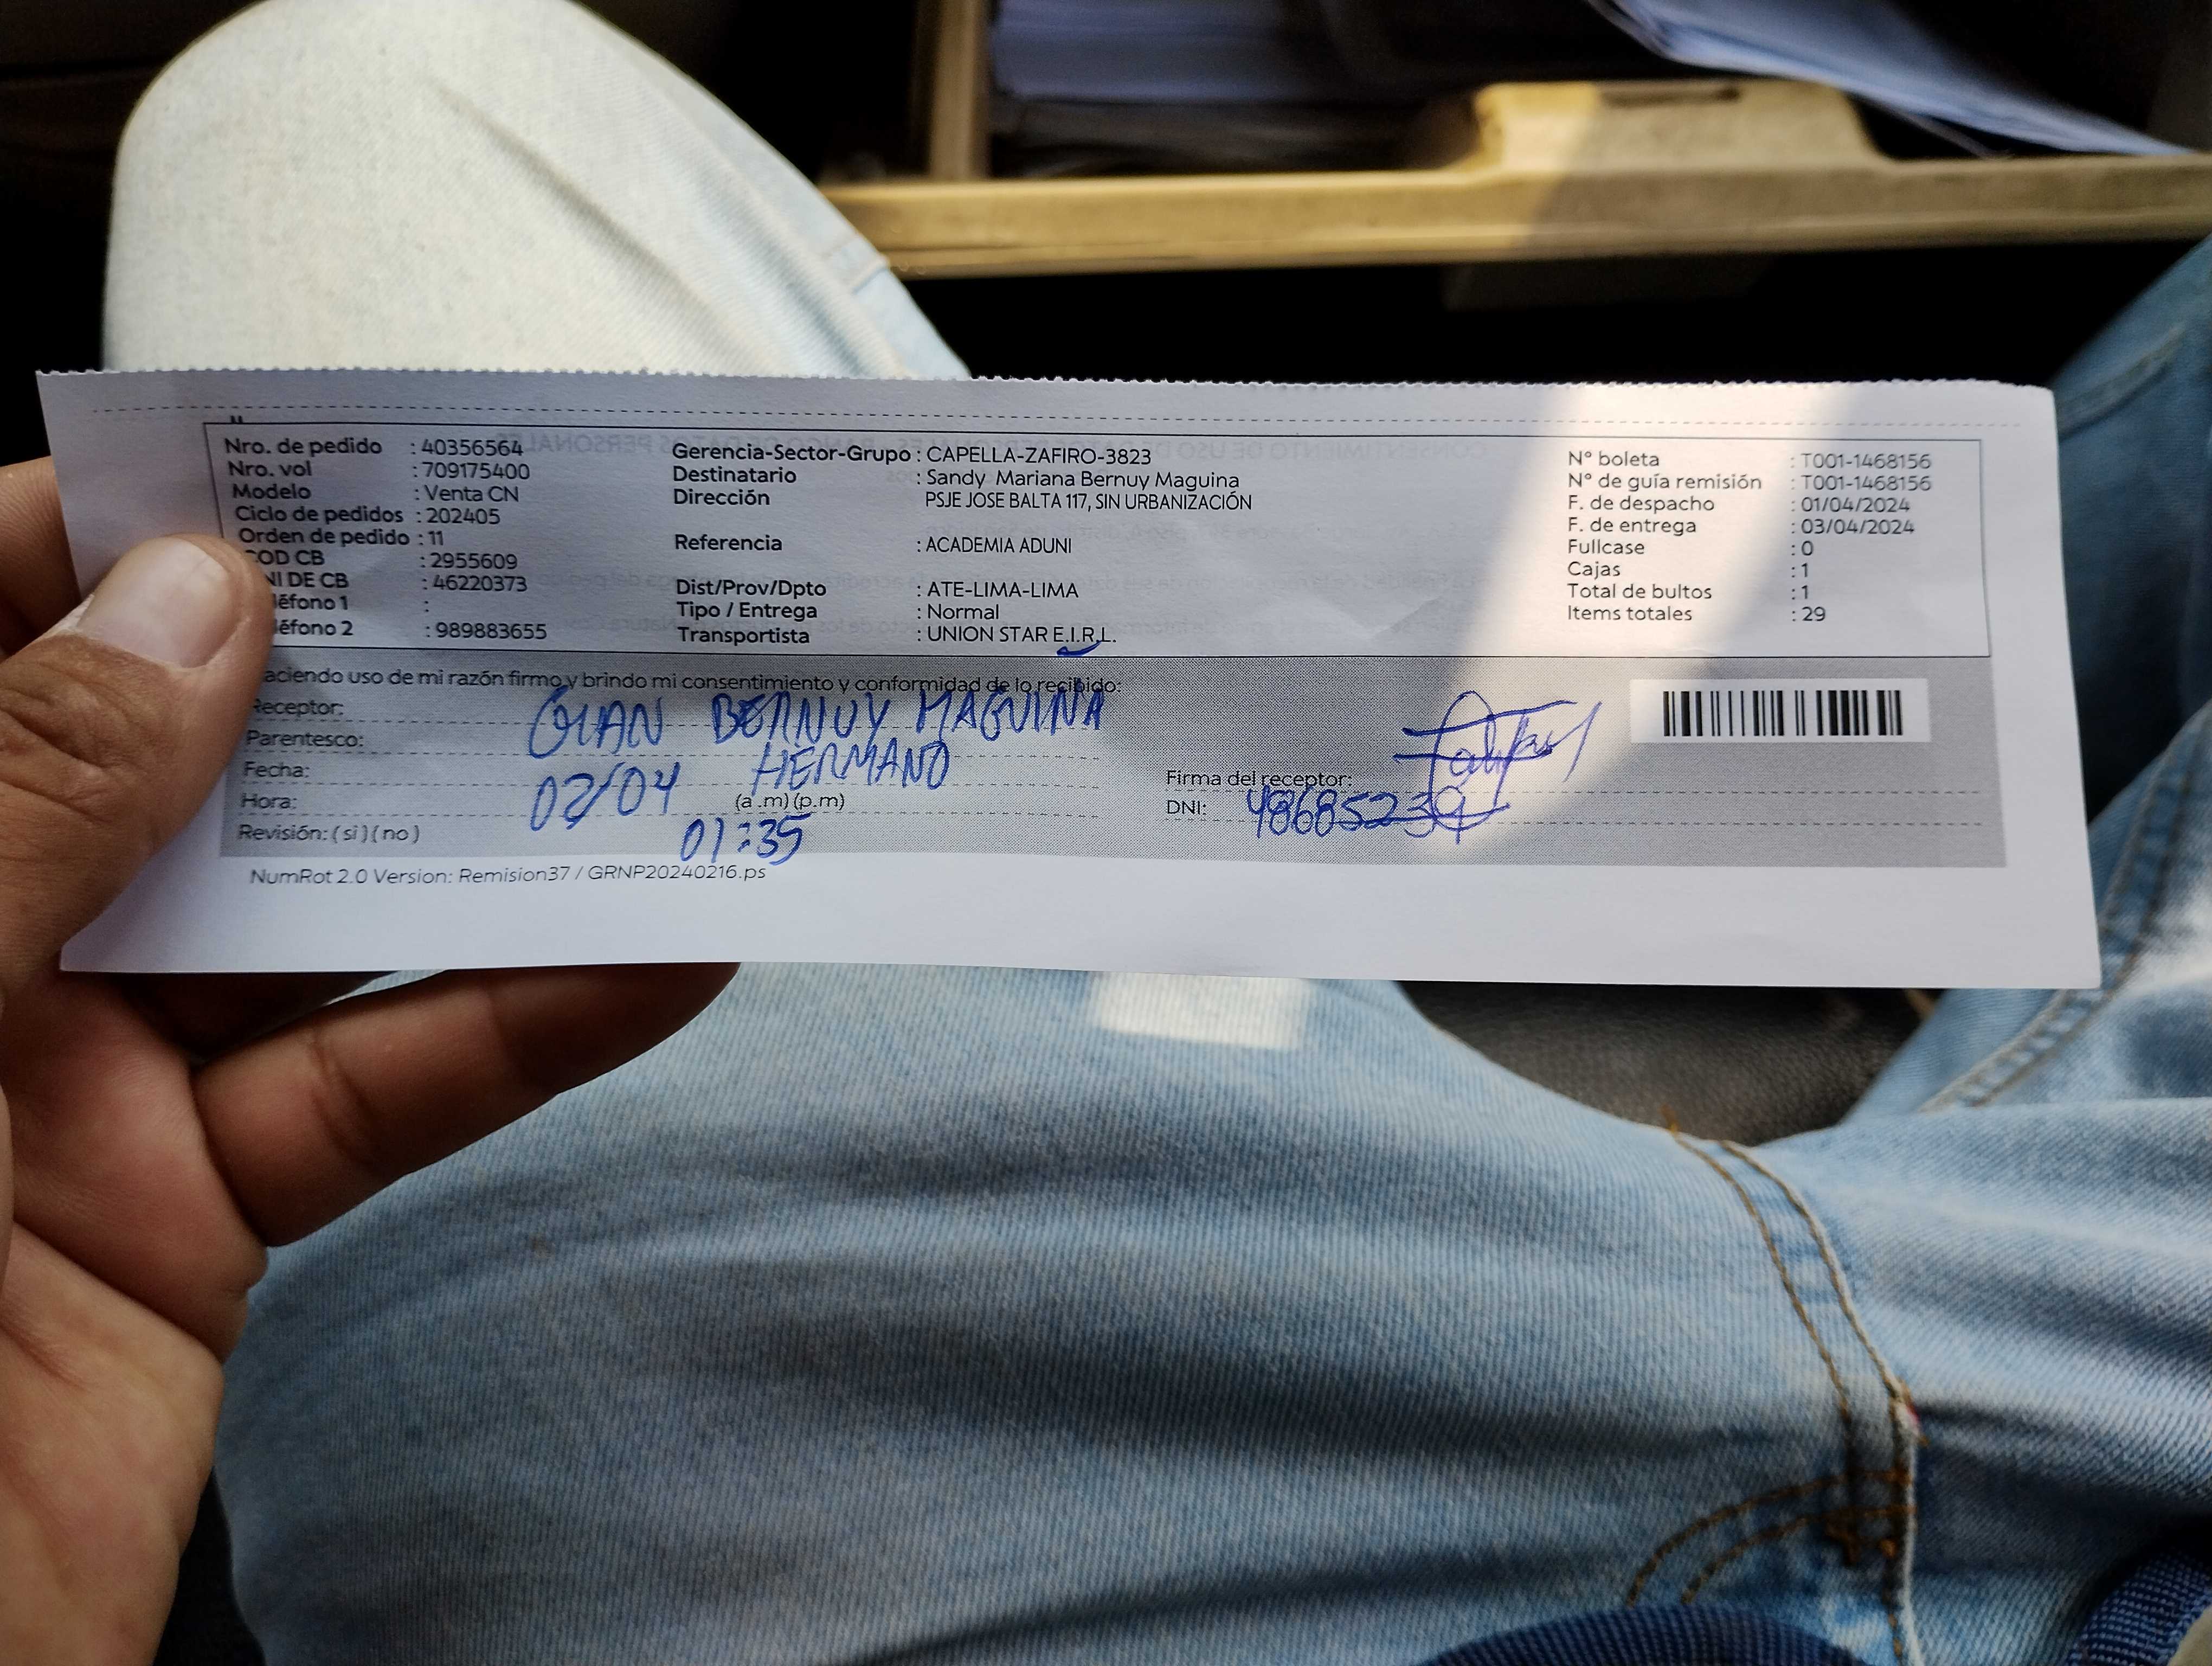 Nro. de pedido : 40356564
Nro. vol : 709175400
Modelo : Venta CN
Ciclo de pedidos : 202405
Orden de pedido : 11
COD CB : 2955609
NI DE CB : 46220373
léfono 1 :
léfono 2 : 989883655
Gerencia-Sector-Grupo : CAPELLA-ZAFIRO-3823
Destinatario : Sandy Mariana Bernuy Maguina
Dirección PSJE JOSE BALTA 117, SIN URBANIZACIÓN
Referencia : ACADEMIA ADUNI
Dist/Prov/Dpto : ATE-LIMA-LIMA
Tipo / Entrega : Normal
Transportista : UNION STAR E.I.R.L.
N° boleta : T001-1468156
N° de guía remisión : T001-1468156
F. de despacho : 01/04/2024
F. de entrega : 03/04/2024
Fullcase : 0
Cajas : 1
Total de bultos : 1
Items totales : 29
aciendo uso de mi razón firmo y brindo mi consentimiento y conformidad de lo recibido:
Receptor: GIAN BERNUY MAGUINA
Parentesco: HERMANO
Fecha: 02/04
Hora: (a .m) (p.m) 01:35
Revisión: ( si ) ( no )
Firma del receptor:
DNI: 48685239
NumRot 2.0 Version: Remision37 / GRNP20240216.ps